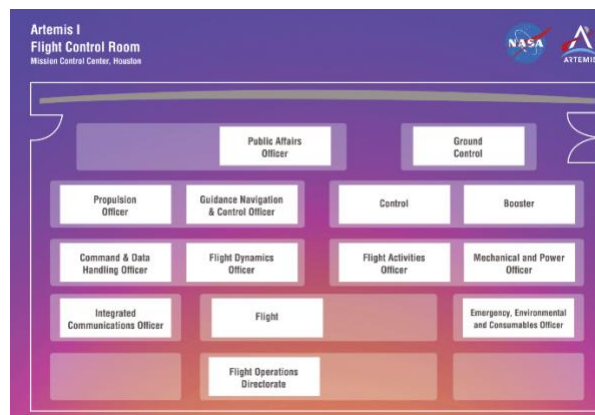 Artemis I
Flight Control Room
Mission Control Center, Houston
NASA
ARTEMIS
Public Affairs
Officer
Ground
Control
Propulsion
Officer
Guidance Navigation
& Control Officer
Control
Booster
Command & Data
Handling Officer
Flight Dynamics
Officer
Flight Activities
Officer
Mechanical and Power
Officer
Integrated
Communications Officer
Flight
Emergency, Environmental
and Consumables Officer
Flight Operations
Directorate